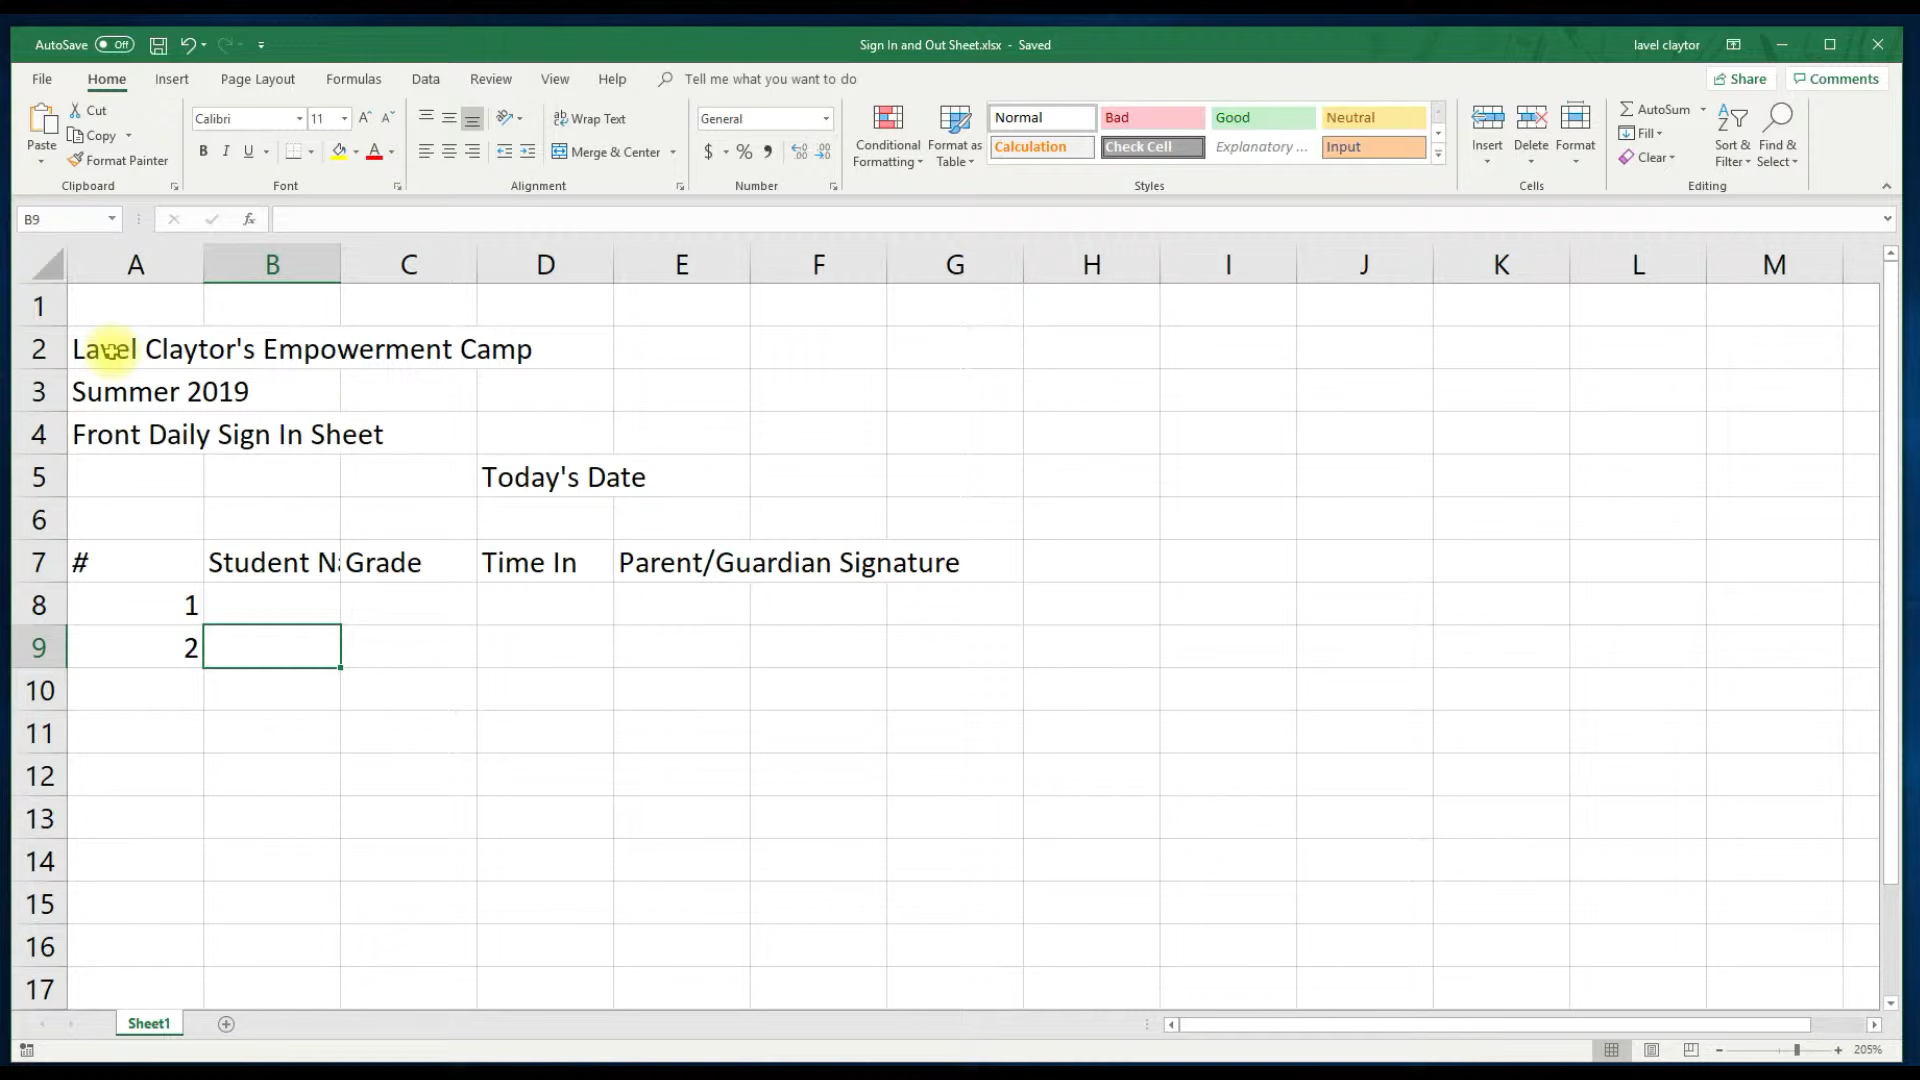 AutoSave Off Sign In and Out Sheet.xlsx - Saved lavel claytor
File Home Insert Page Layout Formulas Data Review View Help Tell me what you want to do Share Comments
Paste Cut Copy Format Painter Clipboard
Calibri 11 B I U Font
ab Wrap Text Merge & Center Alignment
General $ % Number
Conditional Formatting Format as Table
Normal Bad Good Neutral
Calculation Check Cell Explanatory ... Input
Styles
Insert Delete Format Cells
AutoSum Fill Clear Sort & Filter Find & Select Editing
B9 fx
A B C D E F G H I J K L M
1
2 Lavel Claytor's Empowerment Camp
3 Summer 2019
4 Front Daily Sign In Sheet
5 Today's Date
6
7 # Student Na Grade Time In Parent/Guardian Signature
8 1
9 2
10
11
12
13
14
15
16
17
Sheet1
205%